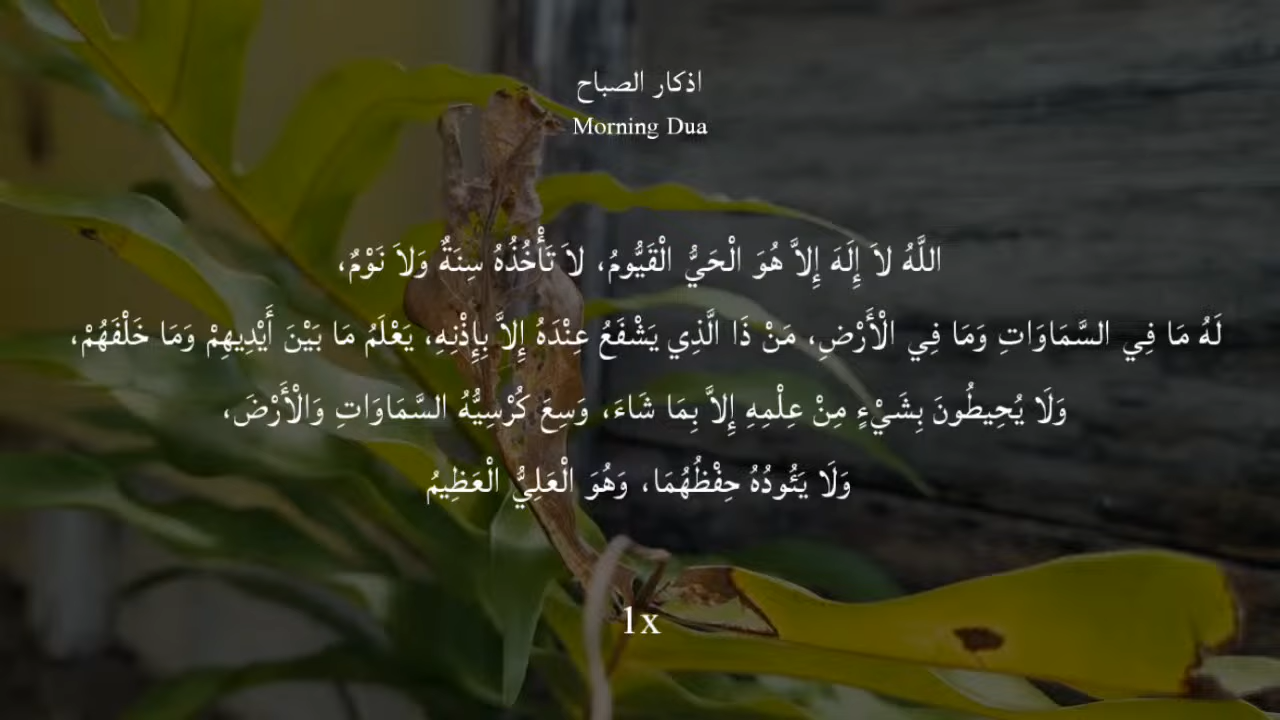 اذكار الصباح
Morning Dua
اللَّهُ لاَ إِلَهَ إِلاَّ هُوَ الْحَيُّ الْقَيُّومُ، لاَ تَأْخُذُهُ سِنَةٌ وَلاَ نَوْمٌ،
لَهُ مَا فِي السَّمَاوَاتِ وَمَا فِي الْأَرْضِ، مَنْ ذَا الَّذِي يَشْفَعُ عِنْدَهُ إِلاَّ بِإِذْنِهِ، يَعْلَمُ مَا بَيْنَ أَيْدِيهِمْ وَمَا خَلْفَهُمْ،
وَلَا يُحِيطُونَ بِشَيْءٍ مِنْ عِلْمِهِ إِلاَّ بِمَا شَاءَ، وَسِعَ كُرْسِيُّهُ السَّمَاوَاتِ وَالْأَرْضَ،
وَلَا يَئُودُهُ حِفْظُهُمَا، وَهُوَ الْعَلِيُّ الْعَظِيمُ
1x